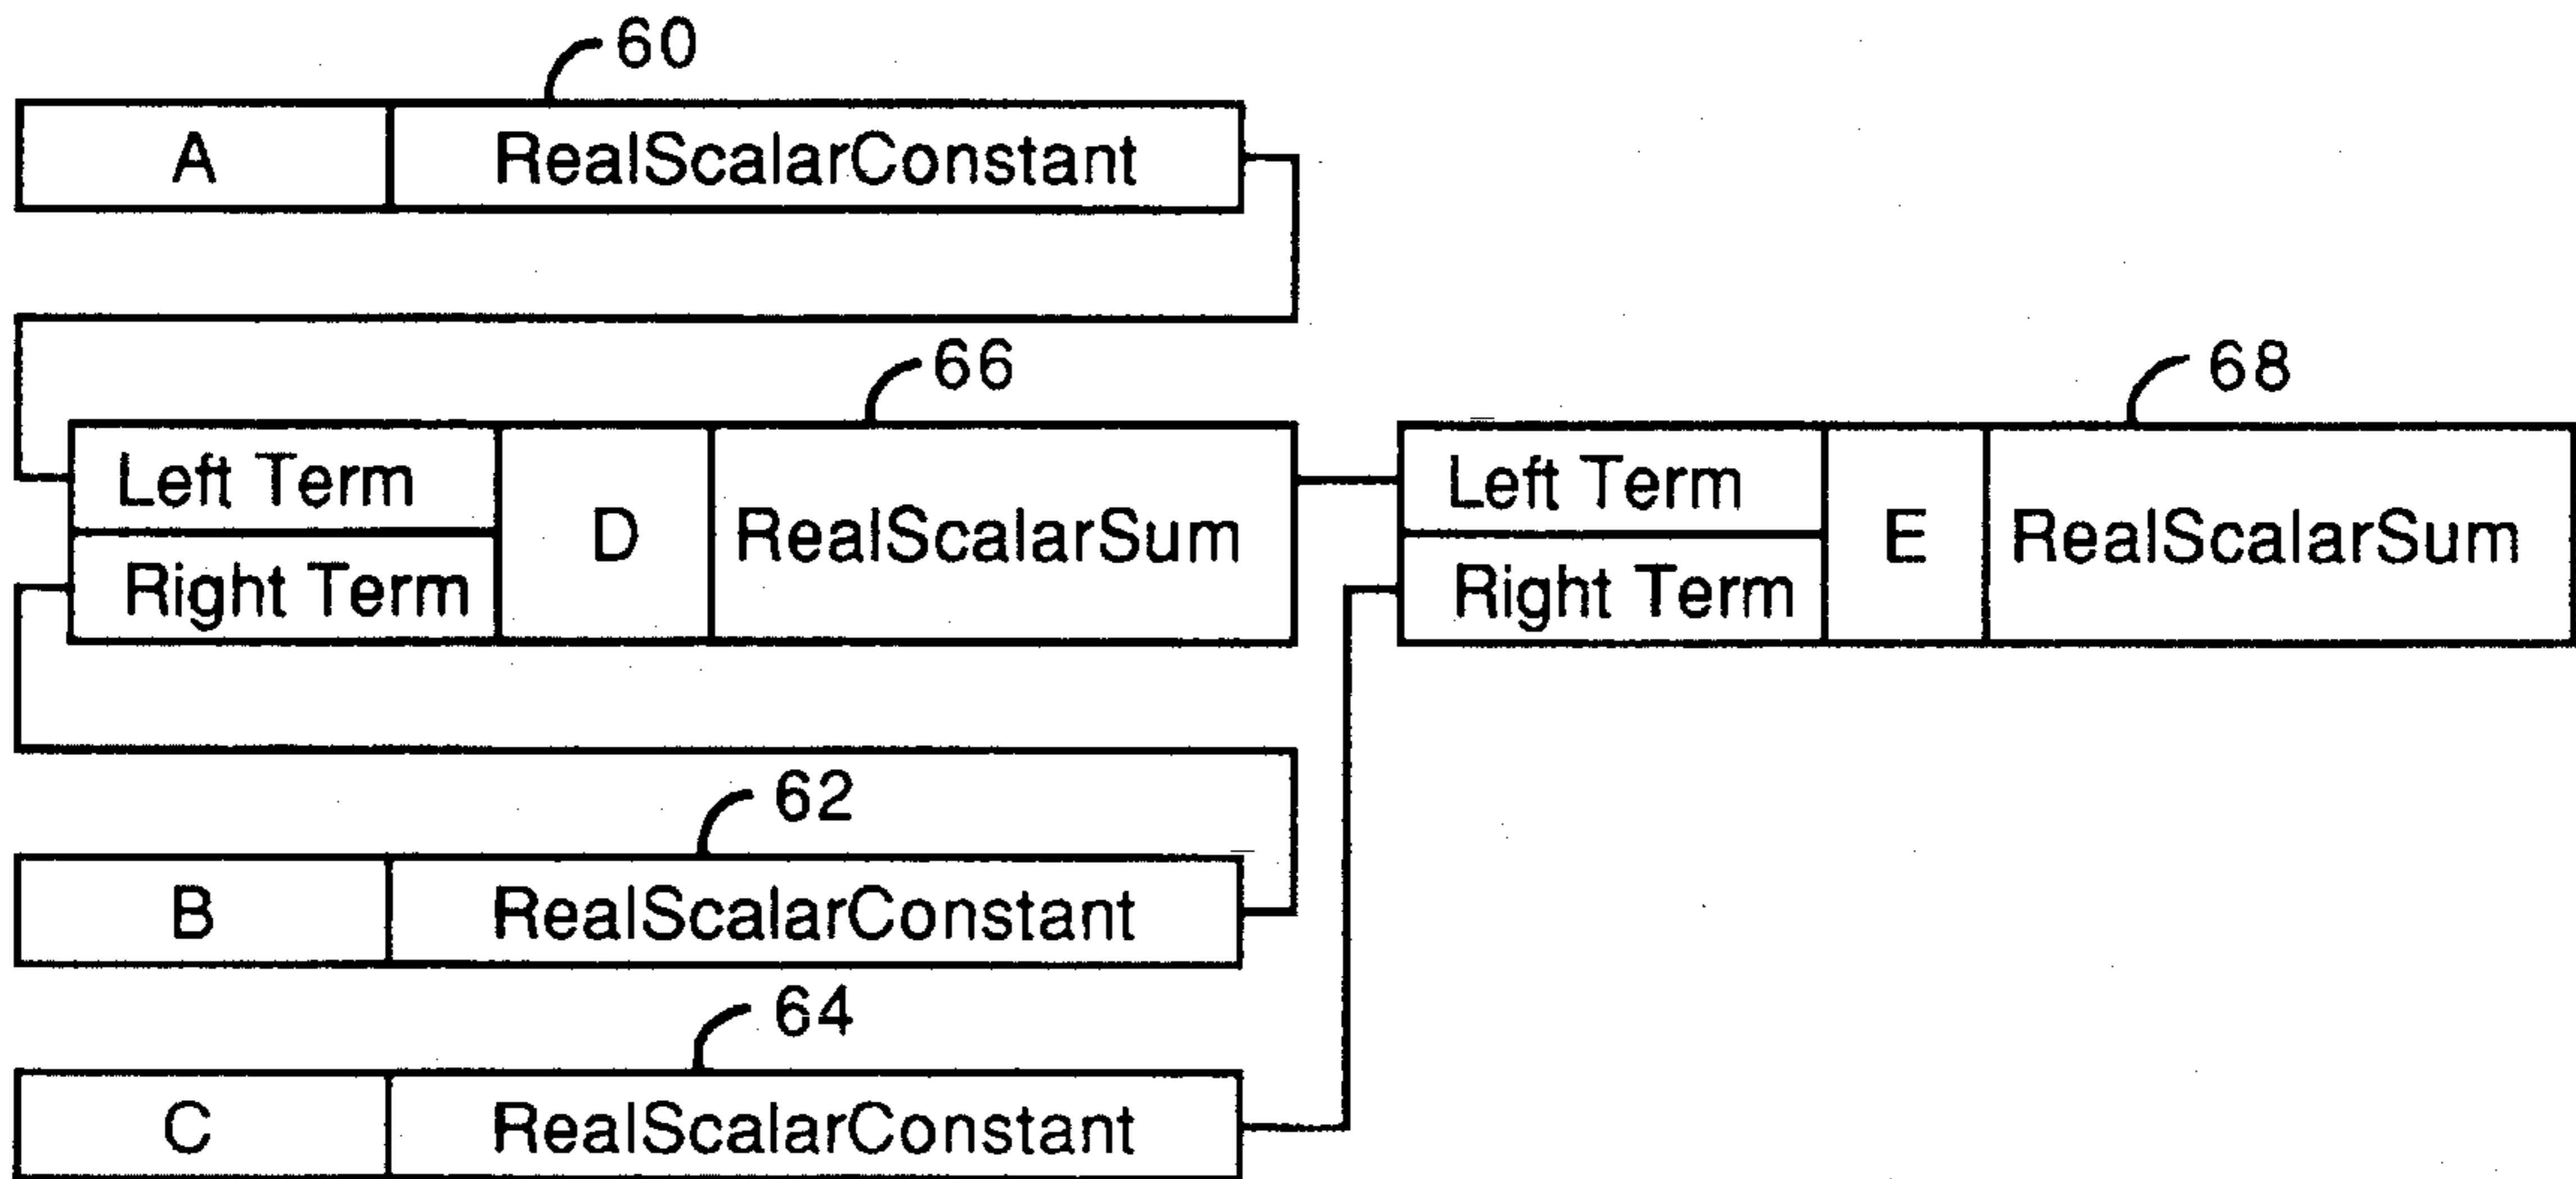 60
A RealScalarConstant
66
68
Left Term
Right Term
D RealScalarSum
Left Term
Right Term
E RealScalarSum
62
B RealScalarConstant
64
C RealScalarConstant